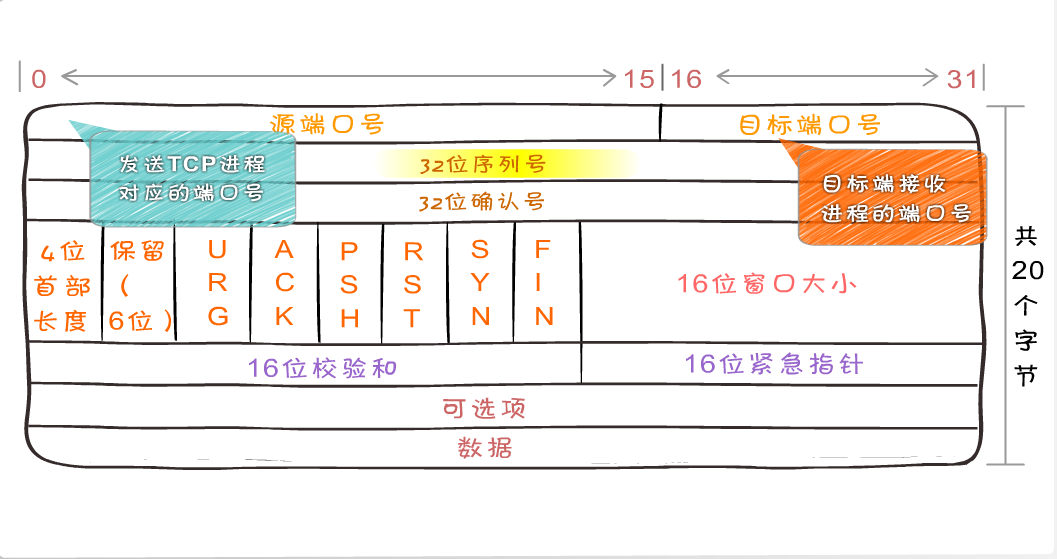 0 15 16 31
源端口号 目标端口号
发送TCP进程
对应的端口号
32位序列号
目标端接收
进程的端口号
32位确认号
4位
首部
长度
保留
(
6位)
URG
ACK
PSH
RST
SYN
FIN
16位窗口大小
共
20
个
字
节
16位校验和 16位紧急指针
可选项
数据